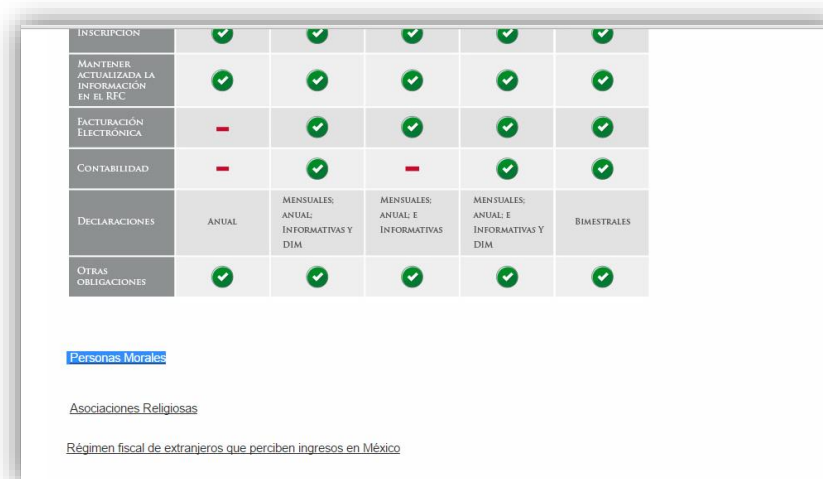 INSCRIPCIÓN
MANTENER
ACTUALIZADA LA
INFORMACIÓN
EN EL RFC
FACTURACIÓN
ELECTRÓNICA
CONTABILIDAD
DECLARACIONES
ANUAL
MENSUALES;
ANUAL;
INFORMATIVAS Y
DIM
MENSUALES;
ANUAL; E
INFORMATIVAS
MENSUALES;
ANUAL; E
INFORMATIVAS Y
DIM
BIMESTRALES
OTRAS
OBLIGACIONES
Personas Morales
Asociaciones Religiosas
Régimen fiscal de extranjeros que perciben ingresos en México